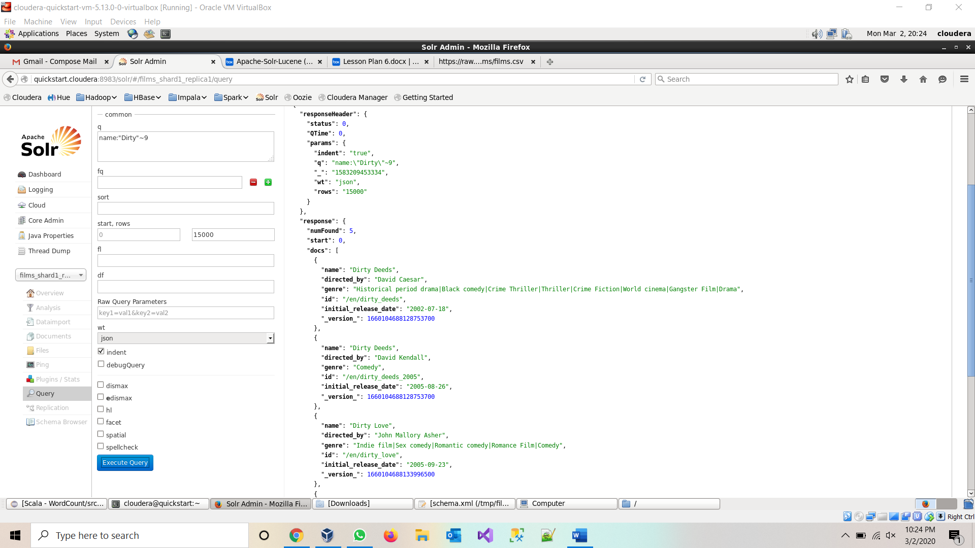 cloudera-quickstart-vm-5.13.0-0-virtualbox [Running] - Oracle VM VirtualBox
File Machine View Input Devices Help
Applications Places System
Mon Mar 2, 20:24 cloudera
Solr Admin - Mozilla Firefox
Gmail - Compose Mail
Solr Admin
Apache-Solr-Lucene (...
Lesson Plan 6.docx | ...
https://raw....ms/films.csv
quickstart.cloudera:8983/solr/#/films_shard1_replica1/query
Search
Cloudera Hue Hadoop HBase Impala Spark Solr Oozie Cloudera Manager Getting Started
Apache
Solr
Dashboard
Logging
Cloud
Core Admin
Java Properties
Thread Dump
films_shard1_r...
Overview
Analysis
Dataimport
Documents
Files
Ping
Plugins / Stats
Query
Replication
Schema Browser
common
q
name:"Dirty"~9
fq
sort
start, rows
0 15000
fl
df
Raw Query Parameters
key1=val1&key2=val2
wt
json
indent
debugQuery
dismax
edismax
hl
facet
spatial
spellcheck
Execute Query
"responseHeader": {
"status": 0,
"QTime": 0,
"params": {
"indent": "true",
"q": "name:\"Dirty\"~9",
"_": "1583209453334",
"wt": "json",
"rows": "15000"
}
},
"response": {
"numFound": 5,
"start": 0,
"docs": [
{
"name": "Dirty Deeds",
"directed_by": "David Caesar",
"genre": "Historical period drama|Black comedy|Crime Thriller|Thriller|Crime Fiction|World cinema|Gangster Film|Drama",
"id": "/en/dirty_deeds",
"initial_release_date": "2002-07-18",
"_version_": 1660104688128753700
},
{
"name": "Dirty Deeds",
"directed_by": "David Kendall",
"genre": "Comedy",
"id": "/en/dirty_deeds_2005",
"initial_release_date": "2005-08-26",
"_version_": 1660104688128753700
},
{
"name": "Dirty Love",
"directed_by": "John Mallory Asher",
"genre": "Indie film|Sex comedy|Romantic comedy|Romance Film|Comedy",
"id": "/en/dirty_love",
"initial_release_date": "2005-09-23",
"_version_": 1660104688133996500
},
{
[Scala - WordCount/src...
cloudera@quickstart:~
Solr Admin - Mozilla Fi...
[Downloads]
[schema.xml (/tmp/fil...
Computer
/
Right Ctrl
Type here to search
10:24 PM
3/2/2020
1